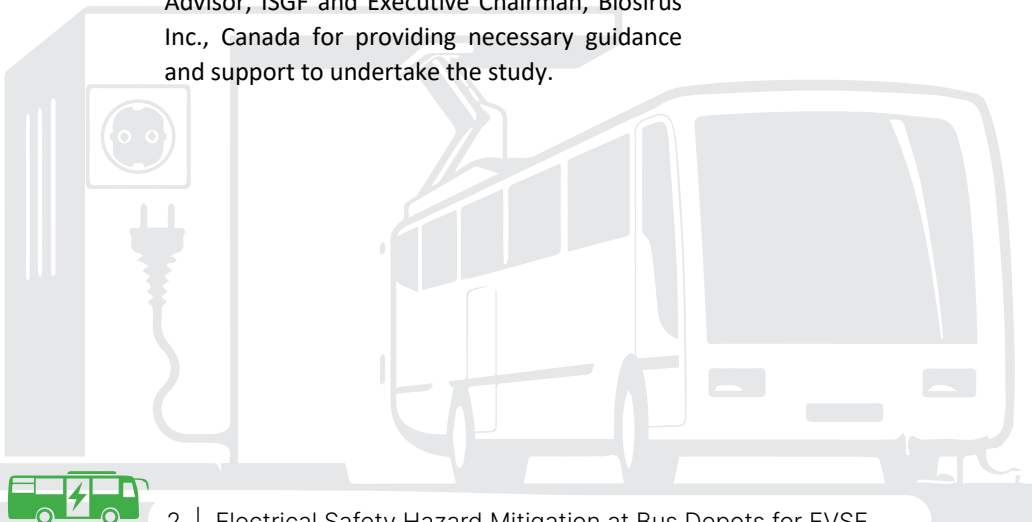 Advisor, ISGF and Executive Chairman, Biosirus
Inc., Canada for providing necessary guidance
and support to undertake the study.
2 | Electrical Safety Hazard Mitigation at Bus Depots for EVSE